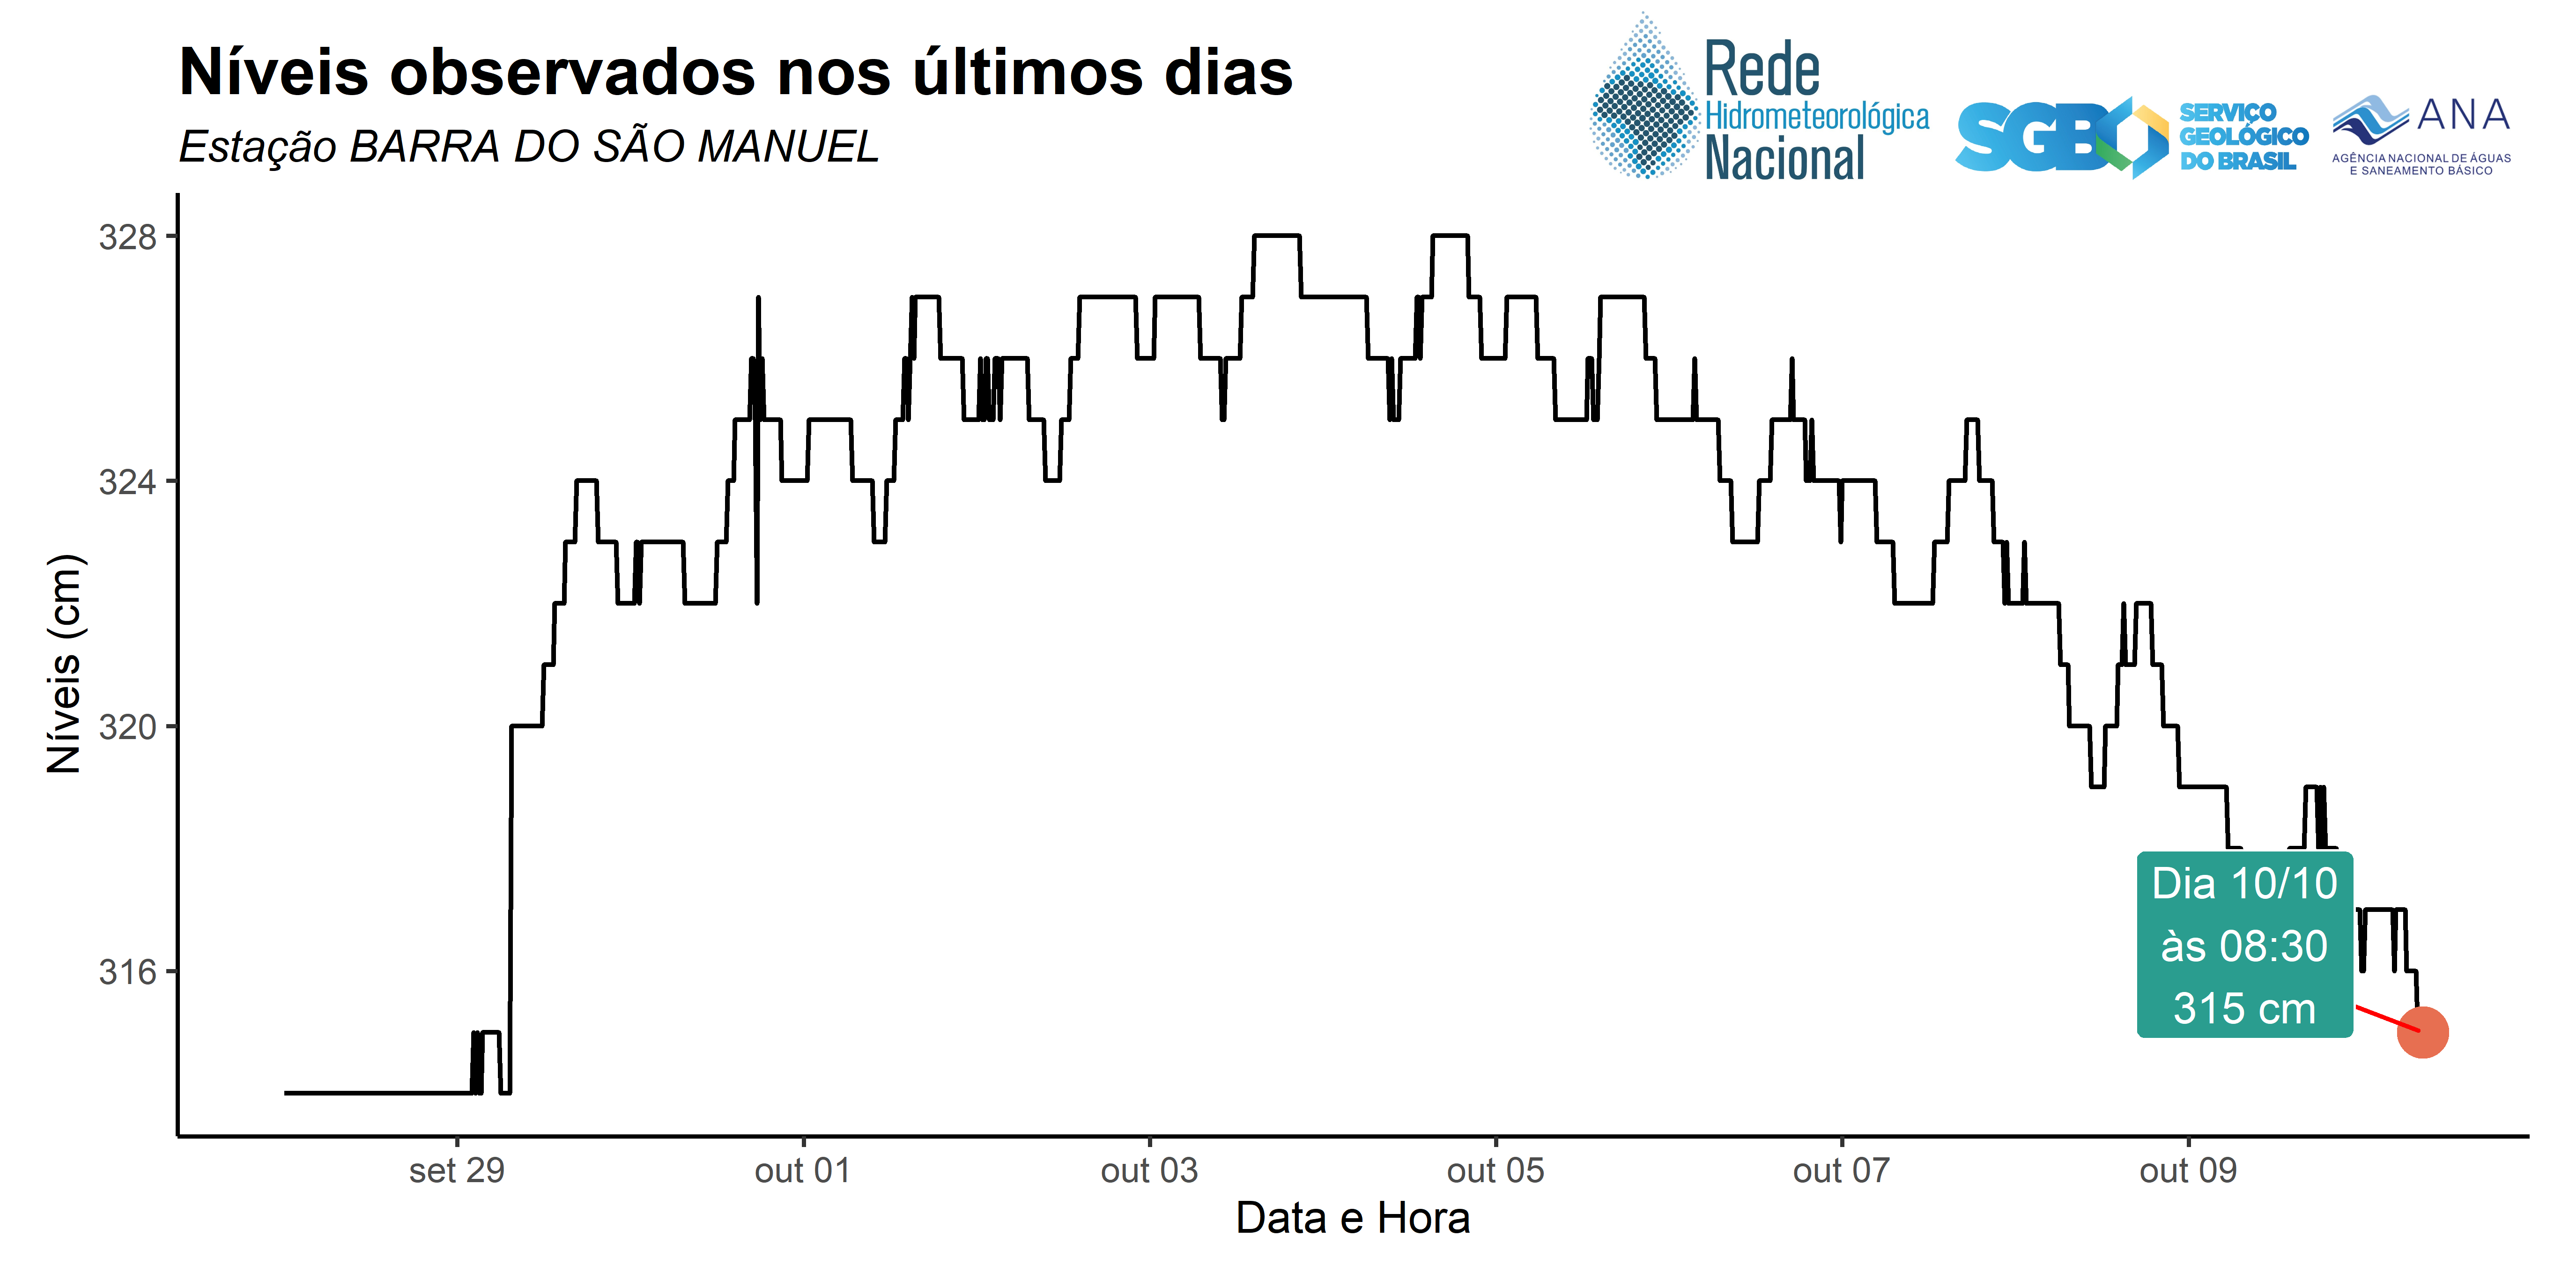 Níveis observados nos últimos dias
Estação BARRA DO SÃO MANUEL
Rede
Hidrometeorológica
Nacional
SGB
SERVIÇO
GEOLÓGICO
DO BRASIL
ANA
AGÊNCIA NACIONAL DE ÁGUAS
E SANEAMENTO BÁSICO
Níveis (cm)
328
324
320
316
Dia 10/10
às 08:30
315 cm
set 29
out 01
out 03
out 05
out 07
out 09
Data e Hora